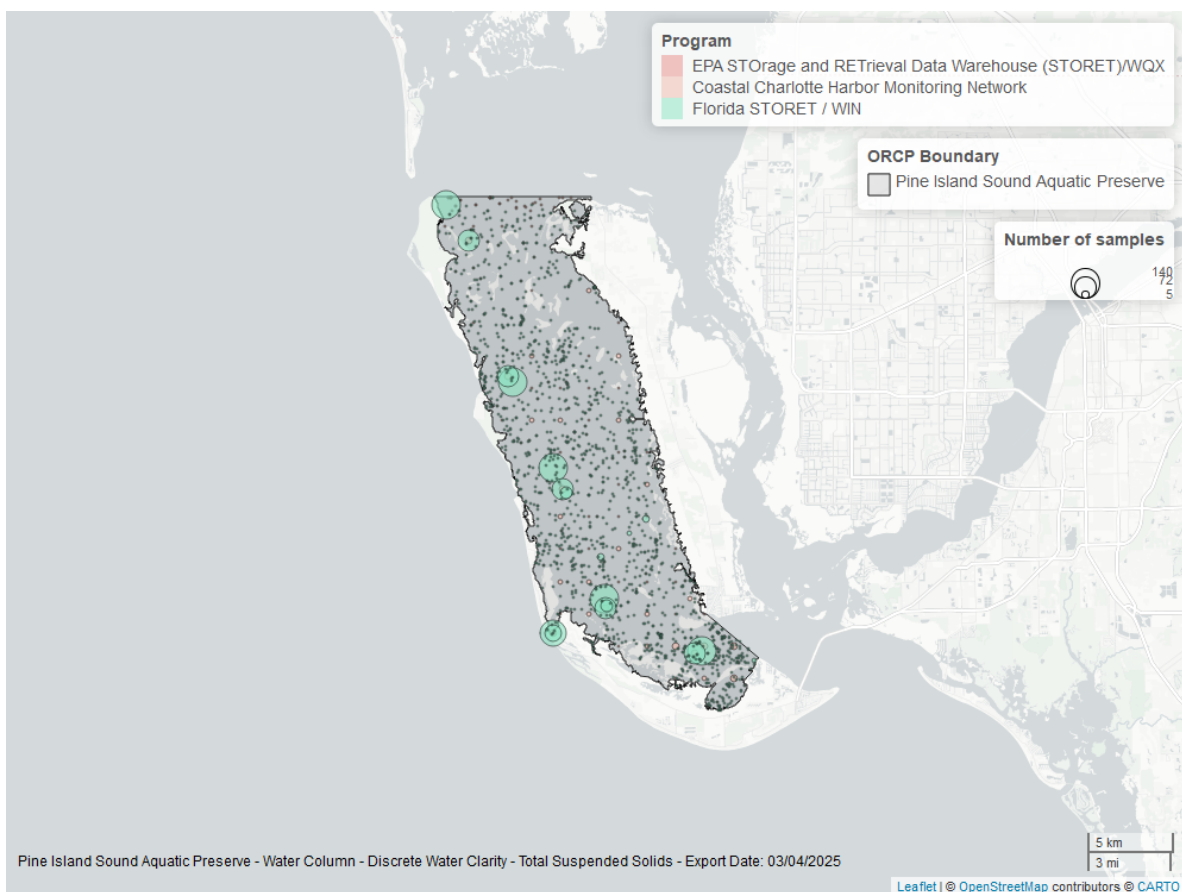 Program
EPA STOrage and RETrieval Data Warehouse (STORET)/WQX
Coastal Charlotte Harbor Monitoring Network
Florida STORET / WIN
ORCP Boundary
Pine Island Sound Aquatic Preserve
Number of samples
140
72
5
5 km
3 mi
Pine Island Sound Aquatic Preserve - Water Column - Discrete Water Clarity - Total Suspended Solids - Export Date: 03/04/2025
Leaflet | © OpenStreetMap contributors © CARTO